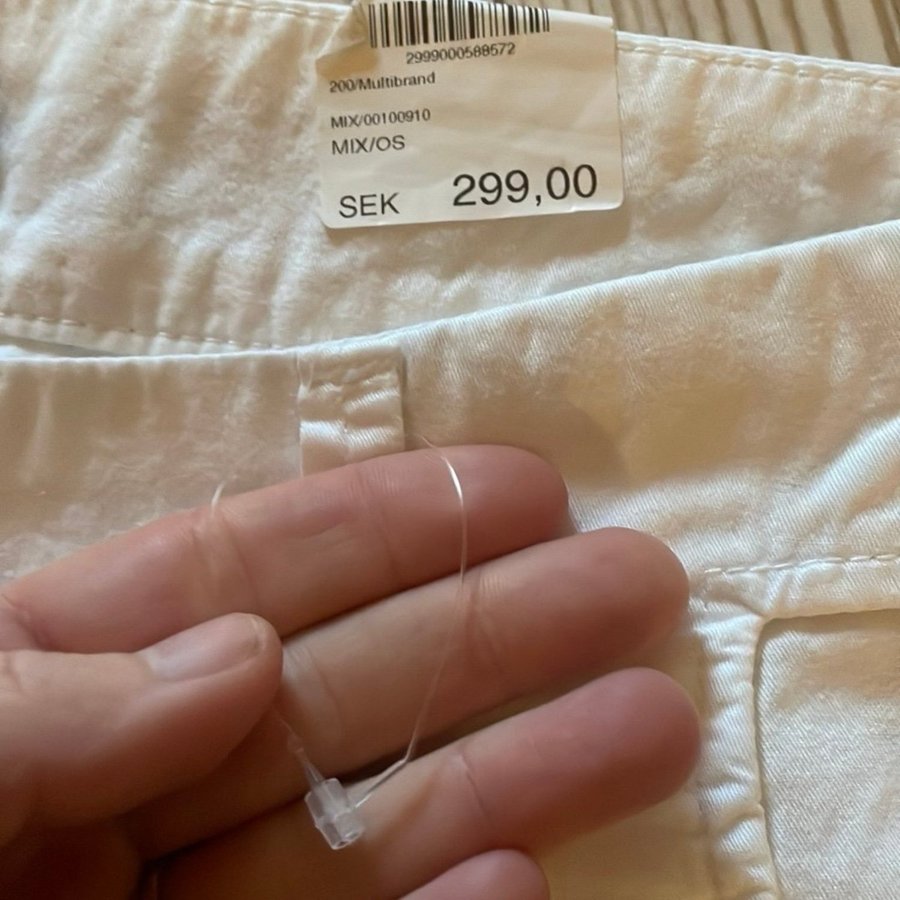 2999000588572
200/Multibrand
MIX/00100910
MIX/OS
SEK 299,00